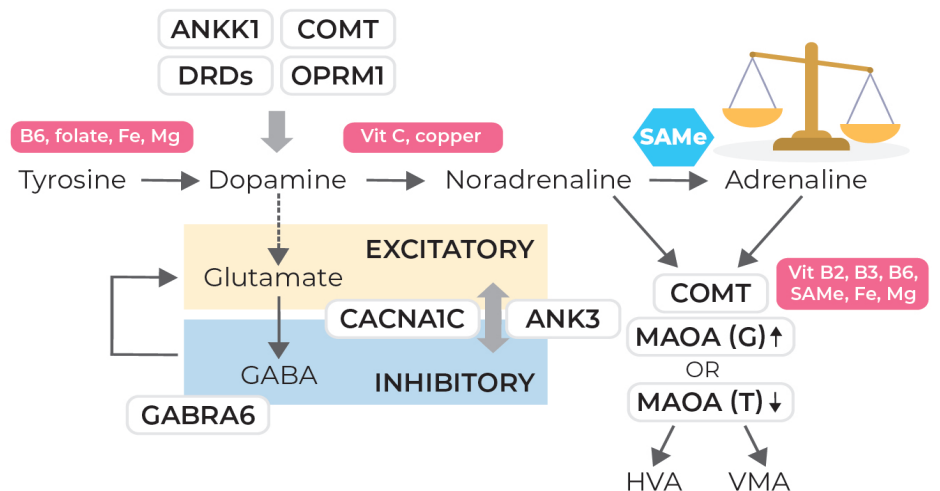 ANKK1
COMT
DRDs
OPRM1
B6, folate, Fe, Mg
Vit C, copper
SAMe
Tyrosine
Dopamine
Noradrenaline
Adrenaline
EXCITATORY
Glutamate
CACNA1C
ANK3
GABA
INHIBITORY
GABRA6
COMT
Vit B2, B3, B6,
SAMe, Fe, Mg
MAOA (G) ↑
OR
MAOA (T) ↓
HVA
VMA